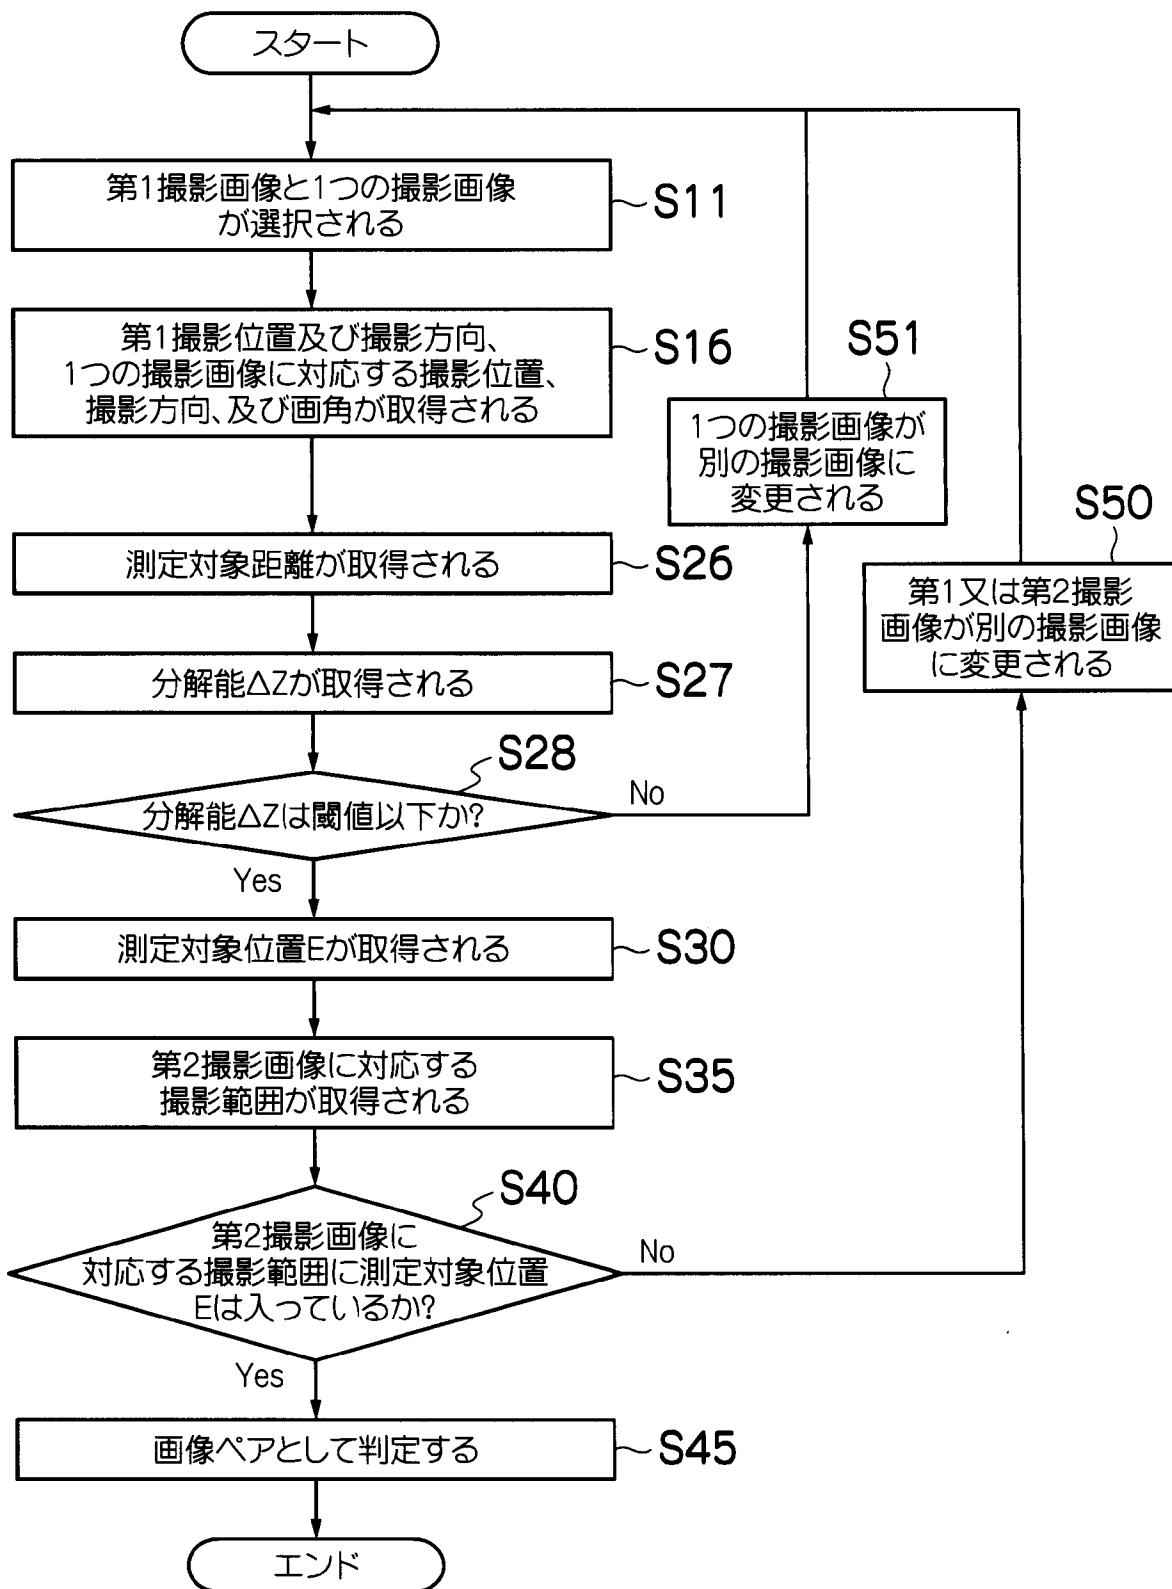 スタート
第1撮影画像と1つの撮影画像
が選択される
S11
第1撮影位置及び撮影方向、
1つの撮影画像に対応する撮影位置、
撮影方向、及び画角が取得される
S16
S51
1つの撮影画像が
別の撮影画像に
変更される
S50
第1又は第2撮影
画像が別の撮影画像
に変更される
測定対象距離が取得される
S26
分解能ΔZが取得される
S27
S28
分解能ΔZは閾値以下か?
No
Yes
測定対象位置Eが取得される
S30
第2撮影画像に対応する
撮影範囲が取得される
S35
S40
第2撮影画像に
対応する撮影範囲に測定対象位置
Eは入っているか?
No
Yes
画像ペアとして判定する
S45
エンド